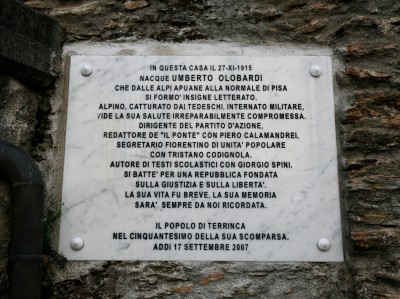 IN QUESTA CASA IL 27-XI-1915
NACQUE UMBERTO OLOBARDI
CHE DALLE ALPI APUANE ALLA NORMALE DI PISA
SI FORMO' INSIGNE LETTERATO.
ALPINO, CATTURATO DAI TEDESCHI, INTERNATO MILITARE,
VIDE LA SUA SALUTE IRREPARABILMENTE COMPROMESSA.
DIRIGENTE DEL PARTITO D'AZIONE,
REDATTORE DE "IL PONTE" CON PIERO CALAMANDREI,
SEGRETARIO FIORENTINO DI UNITA' POPOLARE
CON TRISTANO CODIGNOLA.
AUTORE DI TESTI SCOLASTICI CON GIORGIO SPINI.
SI BATTE' PER UNA REPUBBLICA FONDATA
SULLA GIUSTIZIA E SULLA LIBERTA'.
LA SUA VITA FU BREVE, LA SUA MEMORIA
SARA' SEMPRE DA NOI RICORDATA.
IL POPOLO DI TERRINCA
NEL CINQUANTESIMO DELLA SUA SCOMPARSA.
ADDI 17 SETTEMBRE 2007